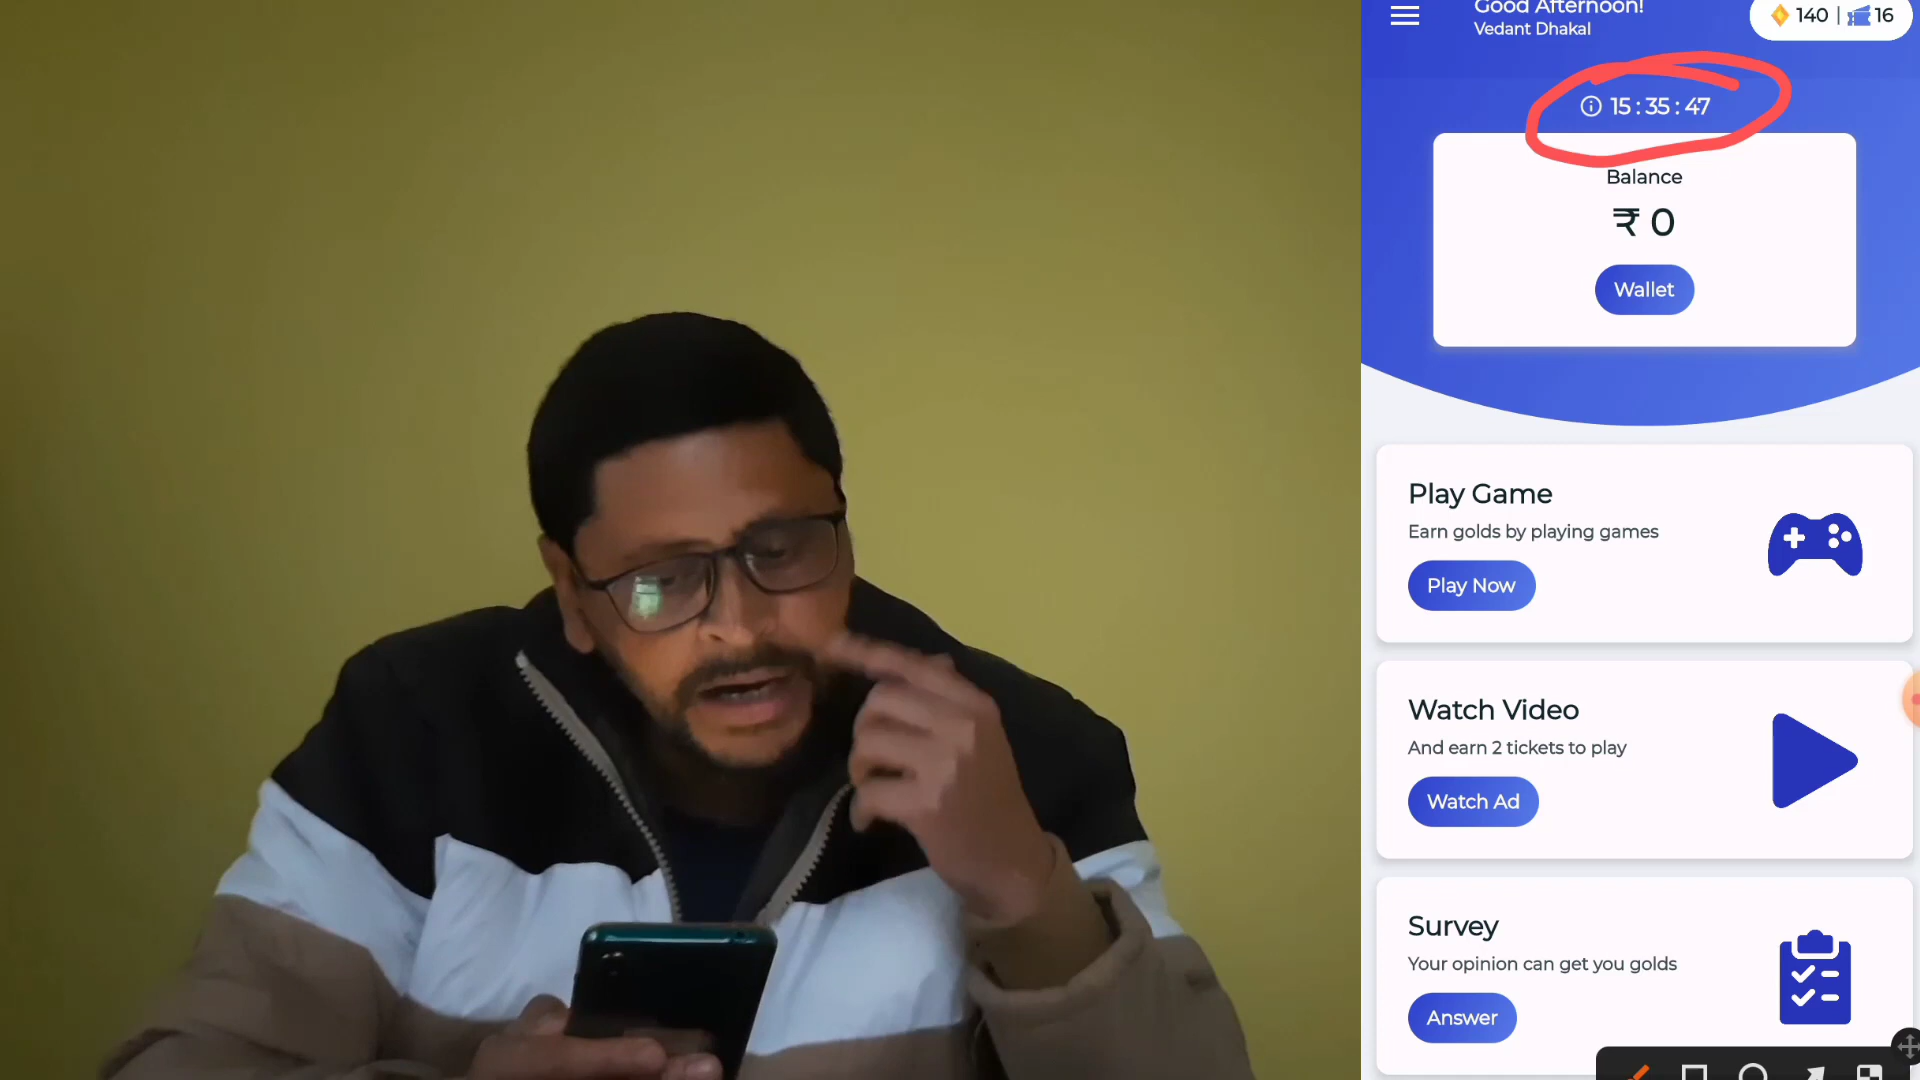 Good Afternoon!
Vedant Dhakal
140 | 16
15 : 35 : 47
Balance
₹ 0
Wallet
Play Game
Earn golds by playing games
Play Now
Watch Video
And earn 2 tickets to play
Watch Ad
Survey
Your opinion can get you golds
Answer